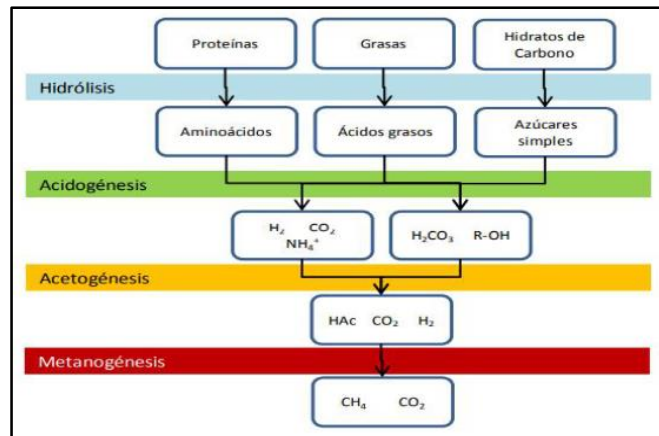 Proteínas
Grasas
Hidratos de
Carbono
Hidrólisis
Aminoácidos
Ácidos grasos
Azúcares
simples
Acidogénesis
H₂ CO₂
NH₄⁺
H₂CO₃ R-OH
Acetogénesis
HAc CO₂ H₂
Metanogénesis
CH₄ CO₂